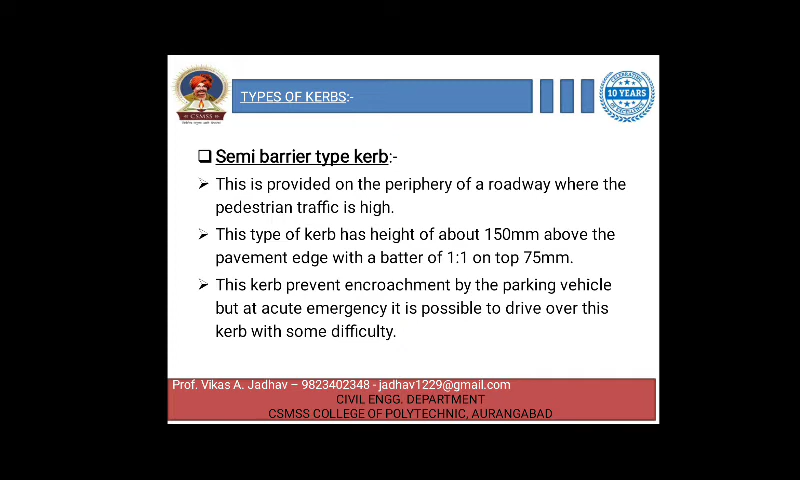 TYPES OF KERBS:-
CELEBRATING
10 YEARS
OF EXCELLENCE
CSMSS
Semi barrier type kerb:-
This is provided on the periphery of a roadway where the
pedestrian traffic is high.
This type of kerb has height of about 150mm above the
pavement edge with a batter of 1:1 on top 75mm.
This kerb prevent encroachment by the parking vehicle
but at acute emergency it is possible to drive over this
kerb with some difficulty.
Prof. Vikas A. Jadhav – 9823402348 - jadhav1229@gmail.com
CIVIL ENGG. DEPARTMENT
CSMSS COLLEGE OF POLYTECHNIC, AURANGABAD